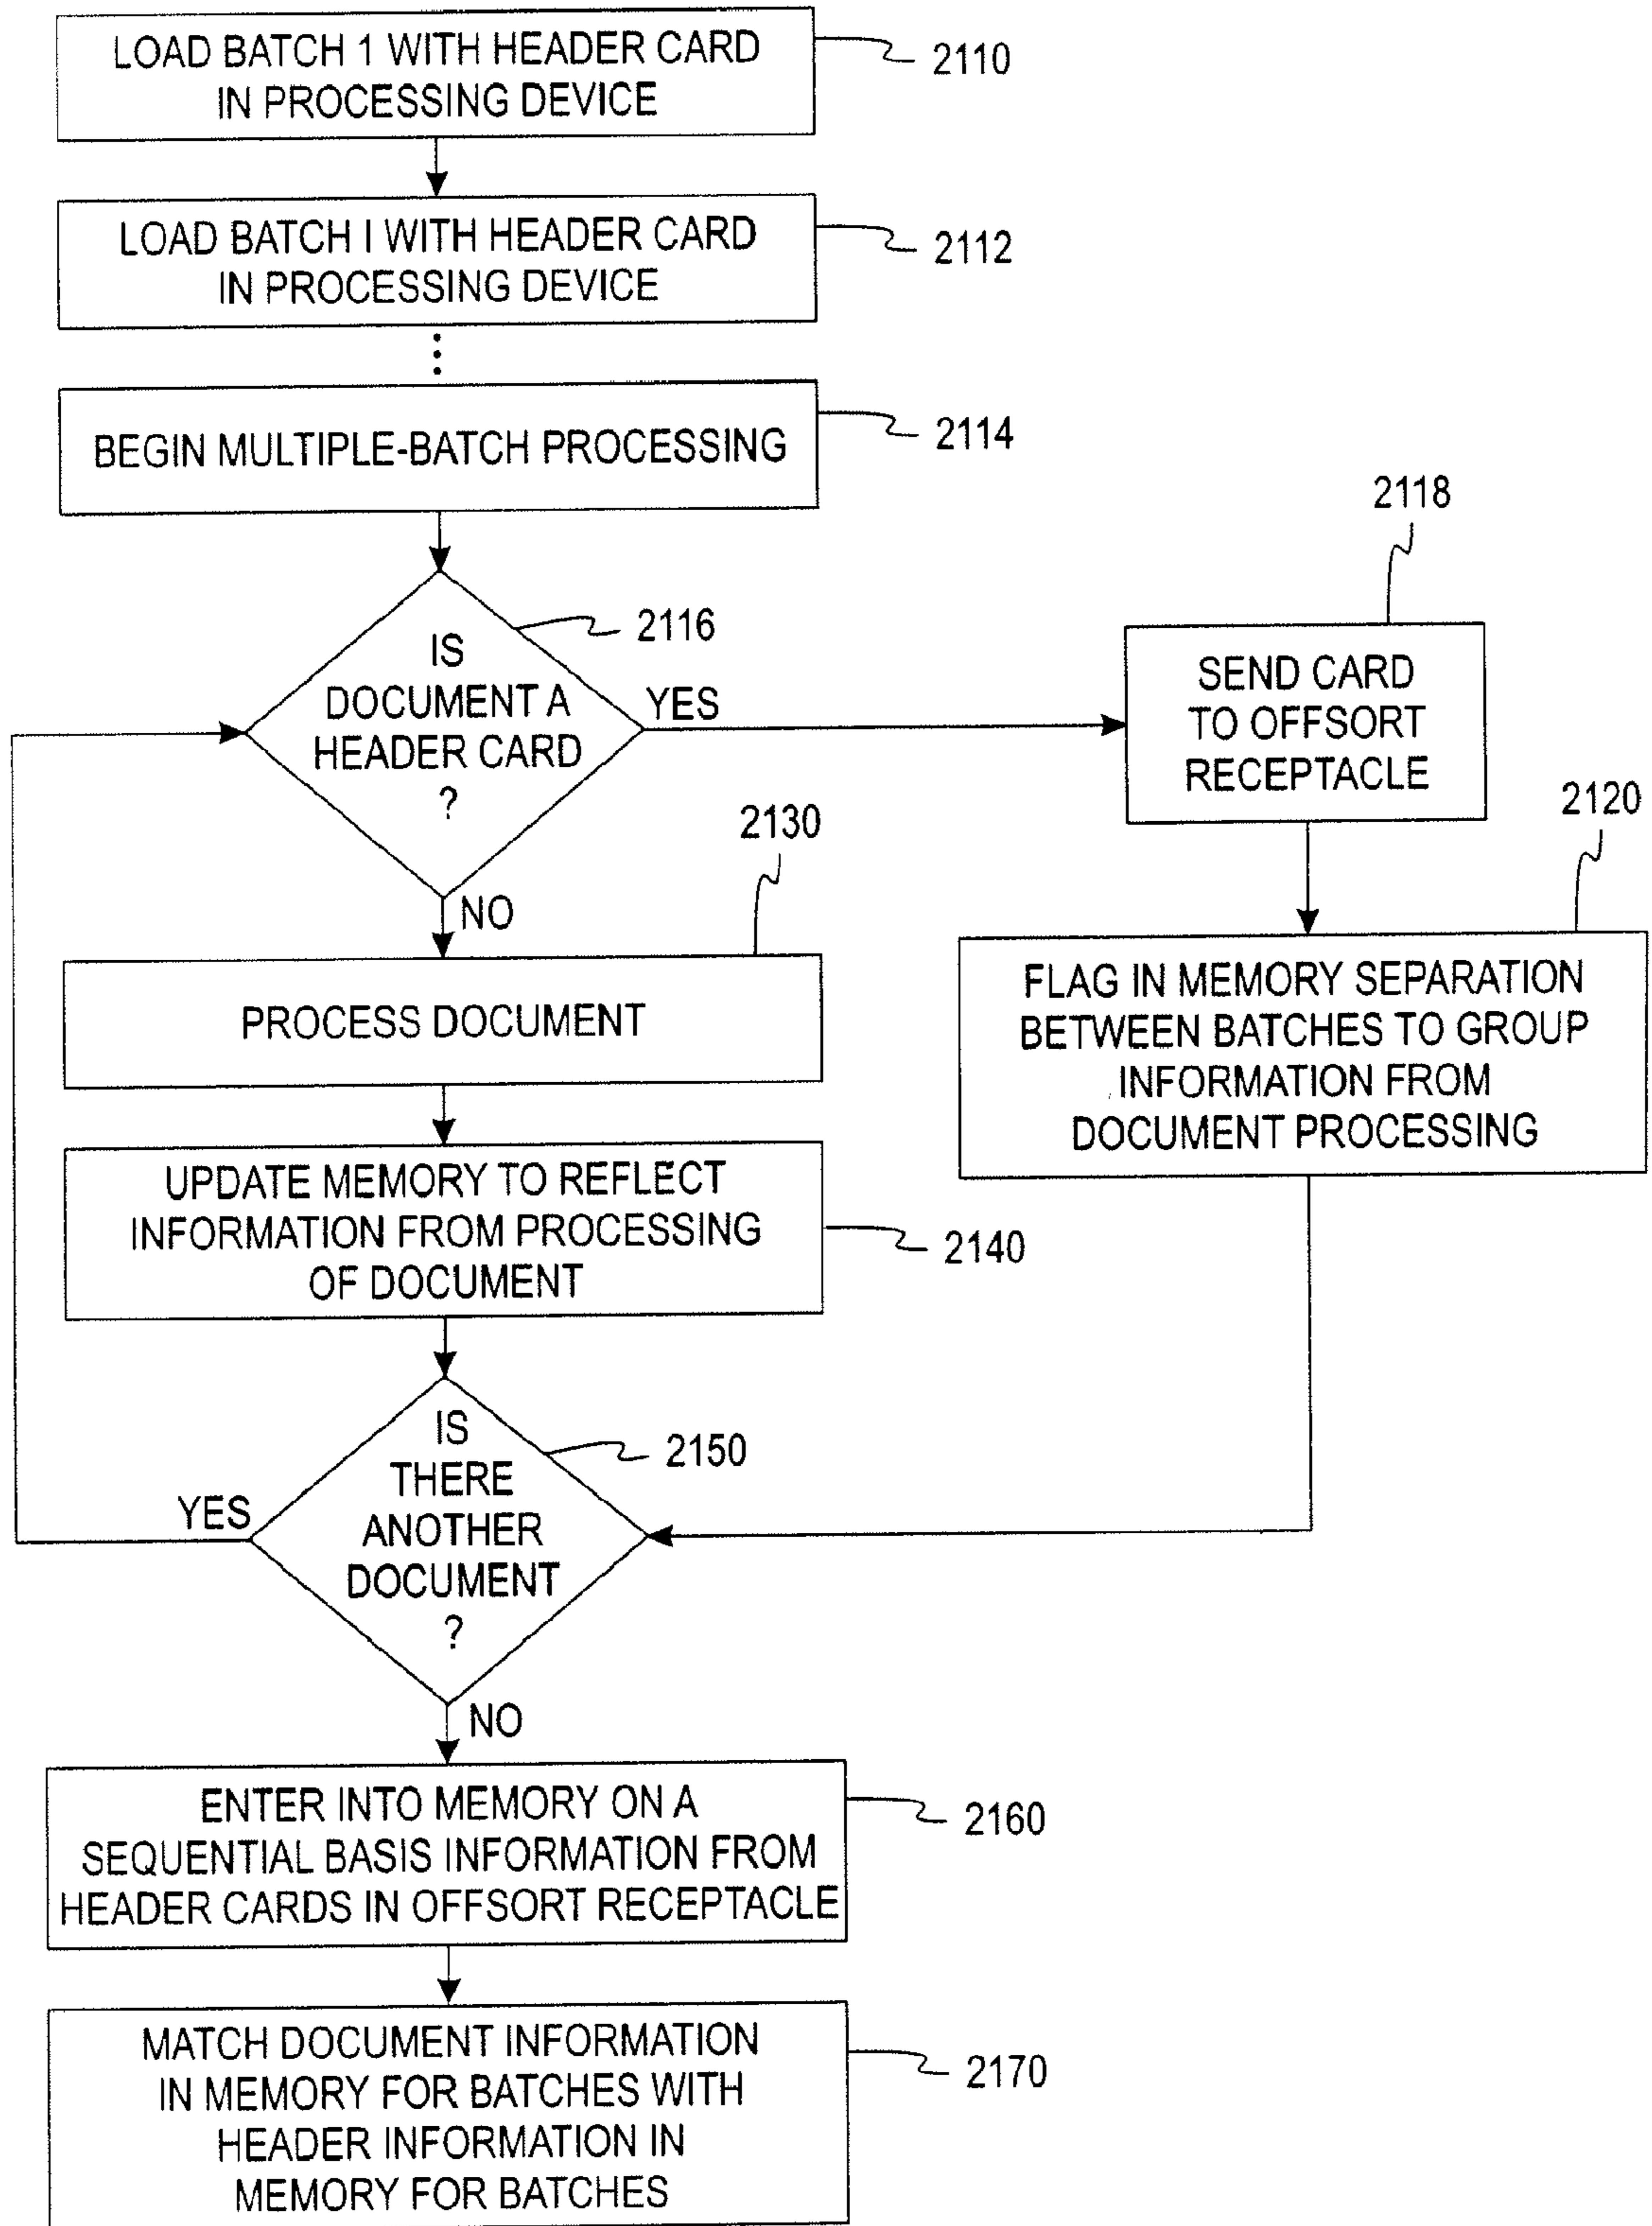 LOAD BATCH 1 WITH HEADER CARD
IN PROCESSING DEVICE
2110
LOAD BATCH I WITH HEADER CARD
IN PROCESSING DEVICE
2112
BEGIN MULTIPLE-BATCH PROCESSING
2114
2118
IS
DOCUMENT A
HEADER CARD
?
2116
YES
SEND CARD
TO OFFSORT
RECEPTACLE
2120
NO
2130
FLAG IN MEMORY SEPARATION
BETWEEN BATCHES TO GROUP
INFORMATION FROM
DOCUMENT PROCESSING
PROCESS DOCUMENT
UPDATE MEMORY TO REFLECT
INFORMATION FROM PROCESSING
OF DOCUMENT
2140
IS
THERE
ANOTHER
DOCUMENT
?
2150
YES
NO
ENTER INTO MEMORY ON A
SEQUENTIAL BASIS INFORMATION FROM
HEADER CARDS IN OFFSORT RECEPTACLE
2160
MATCH DOCUMENT INFORMATION
IN MEMORY FOR BATCHES WITH
HEADER INFORMATION IN
MEMORY FOR BATCHES
2170